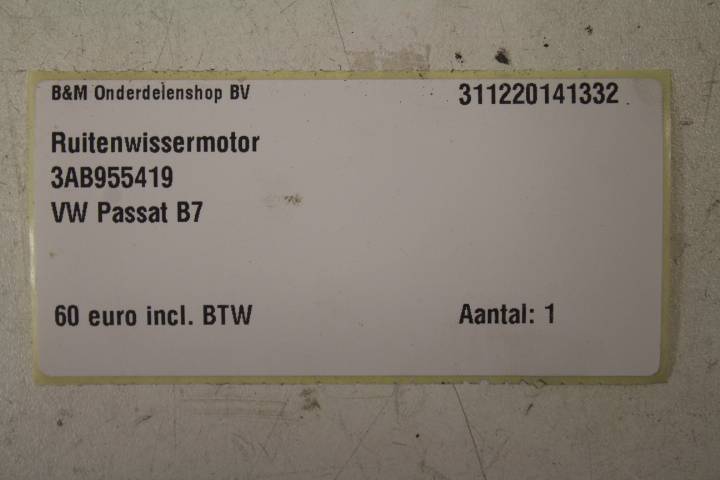 B&M Onderdelenshop BV 311220141332
Ruitenwissermotor
3AB955419
VW Passat B7
60 euro incl. BTW Aantal: 1